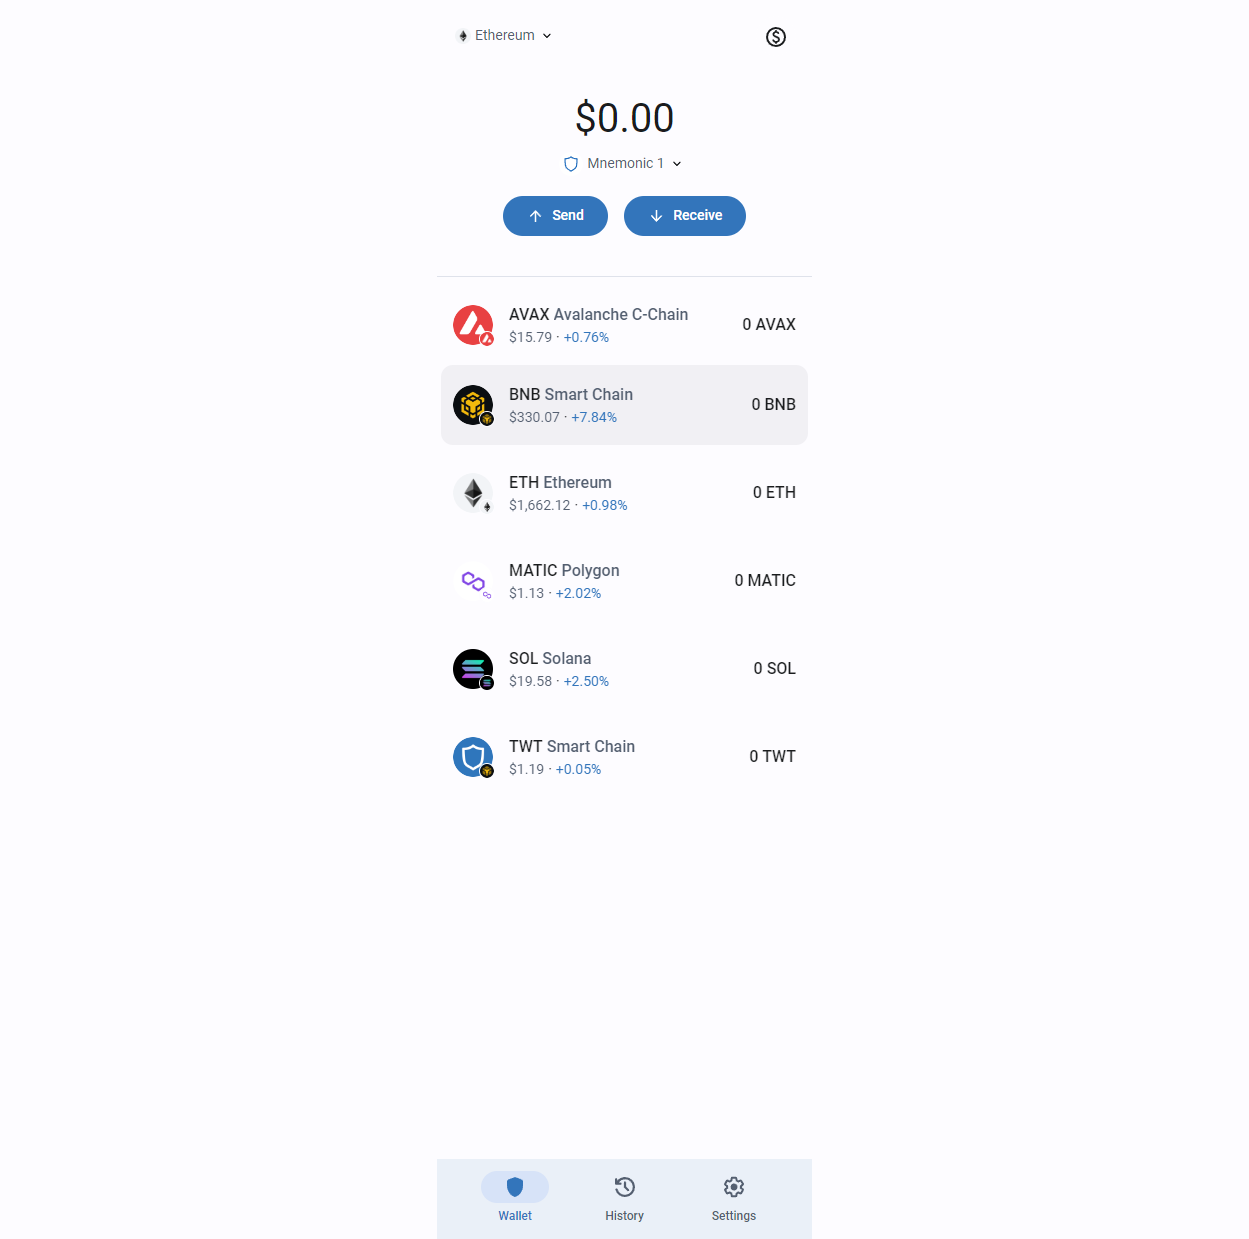 Ethereum
$0.00
Mnemonic 1
Send
Receive
AVAX Avalanche C-Chain
$15.79 · +0.76%
0 AVAX
BNB Smart Chain
$330.07 · +7.84%
0 BNB
ETH Ethereum
$1,662.12 · +0.98%
0 ETH
MATIC Polygon
$1.13 · +2.02%
0 MATIC
SOL Solana
$19.58 · +2.50%
0 SOL
TWT Smart Chain
$1.19 · +0.05%
0 TWT
Wallet
History
Settings